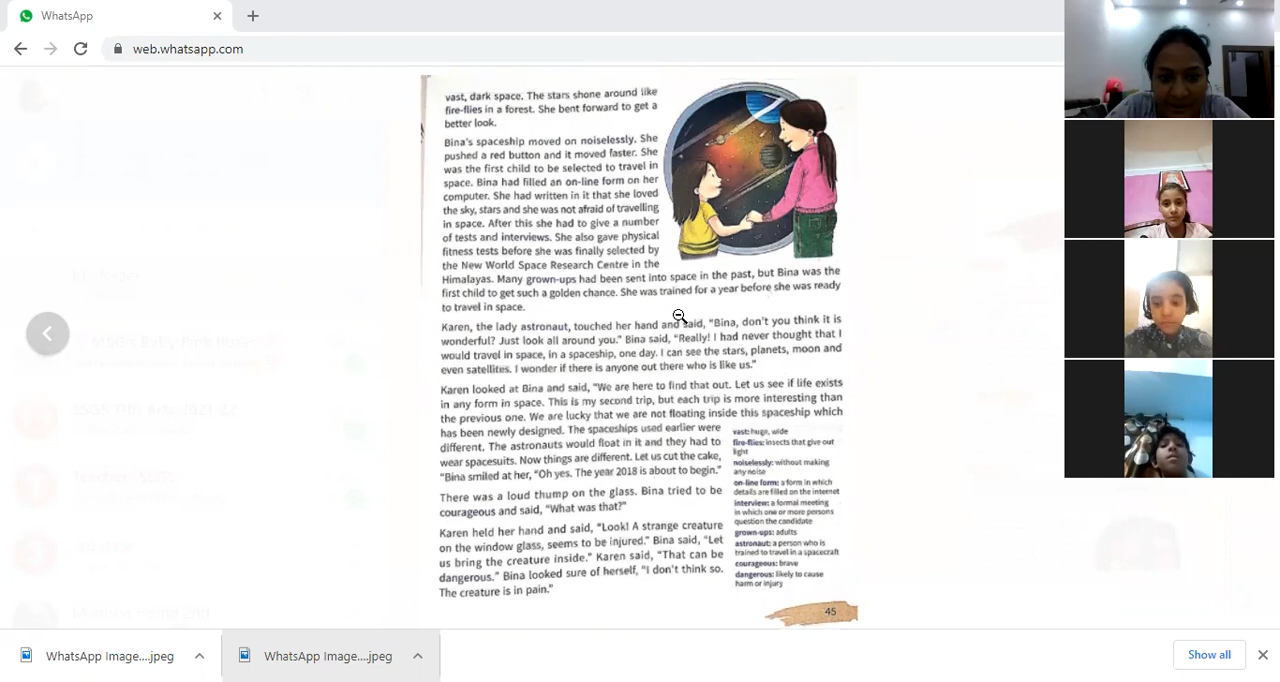 WhatsApp
web.whatsapp.com
vast, dark space. The stars shone around like
fire-flies in a forest. She bent forward to get a
better look.
Bina's spaceship moved on noiselessly. She
pushed a red button and it moved faster. She
was the first child to be selected to travel in
space. Bina had filled an on-line form on her
computer. She had written in it that she loved
the sky, stars and she was not afraid of travelling
in space. After this she had to give a number
of tests and interviews. She also gave physical
fitness tests before she was finally selected by
the New World Space Research Centre in the
Himalayas. Many grown-ups had been sent into space in the past, but Bina was the
first child to get such a golden chance. She was trained for a year before she was ready
to travel in space.
Karen, the lady astronaut, touched her hand and said, "Bina, don't you think it is
wonderful? Just look all around you." Bina said, "Really! I had never thought that I
would travel in space, in a spaceship, one day. I can see the stars, planets, moon and
even satellites. I wonder if there is anyone out there who is like us."
Karen looked at Bina and said, "We are here to find that out. Let us see if life exists
in any form in space. This is my second trip, but each trip is more interesting than
the previous one. We are lucky that we are not floating inside this spaceship which
has been newly designed. The spaceships used earlier were
different. The astronauts would float in it and they had to
wear spacesuits. Now things are different. Let us cut the cake,
"Bina smiled at her, "Oh yes. The year 2018 is about to begin."
There was a loud thump on the glass. Bina tried to be
courageous and said, "What was that?"
Karen held her hand and said, "Look! A strange creature
on the window glass, seems to be injured." Bina said, "Let
us bring the creature inside." Karen said, "That can be
dangerous." Bina looked sure of herself, "I don't think so.
The creature is in pain."
vast: huge, wide
fire-flies: insects that give out
light
noiselessly: without making
any noise
on-line form: a form in which
details are filled on the internet
interview: a formal meeting
in which one or more persons
question the candidate
grown-ups: adults
astronaut: a person who is
trained to travel in a spacecraft
courageous: brave
dangerous: likely to cause
harm or injury
45
WhatsApp Image....jpeg
WhatsApp Image....jpeg
Show all